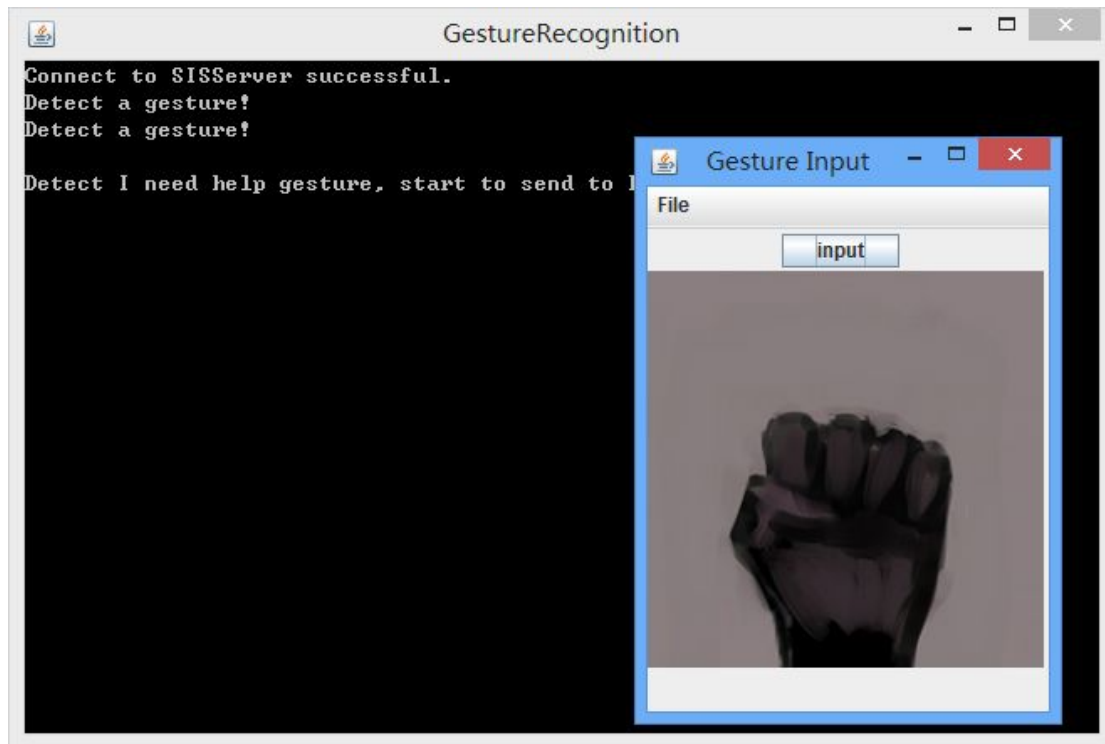 GestureRecognition
Connect to SISServer successful.
Detect a gesture!
Detect a gesture!
Detect I need help gesture, start to send to
Gesture Input
File
input